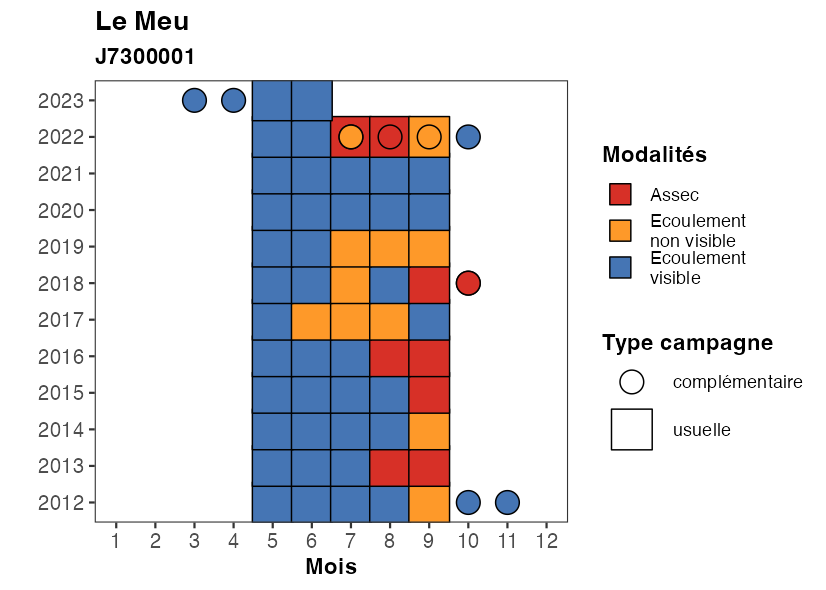 Le Meu
J7300001
2023
2022
2021
2020
2019
2018
2017
2016
2015
2014
2013
2012
1 2 3 4 5 6 7 8 9 10 11 12
Mois
Modalités
Assec
Ecoulement
non visible
Ecoulement
visible
Type campagne
complémentaire
usuelle